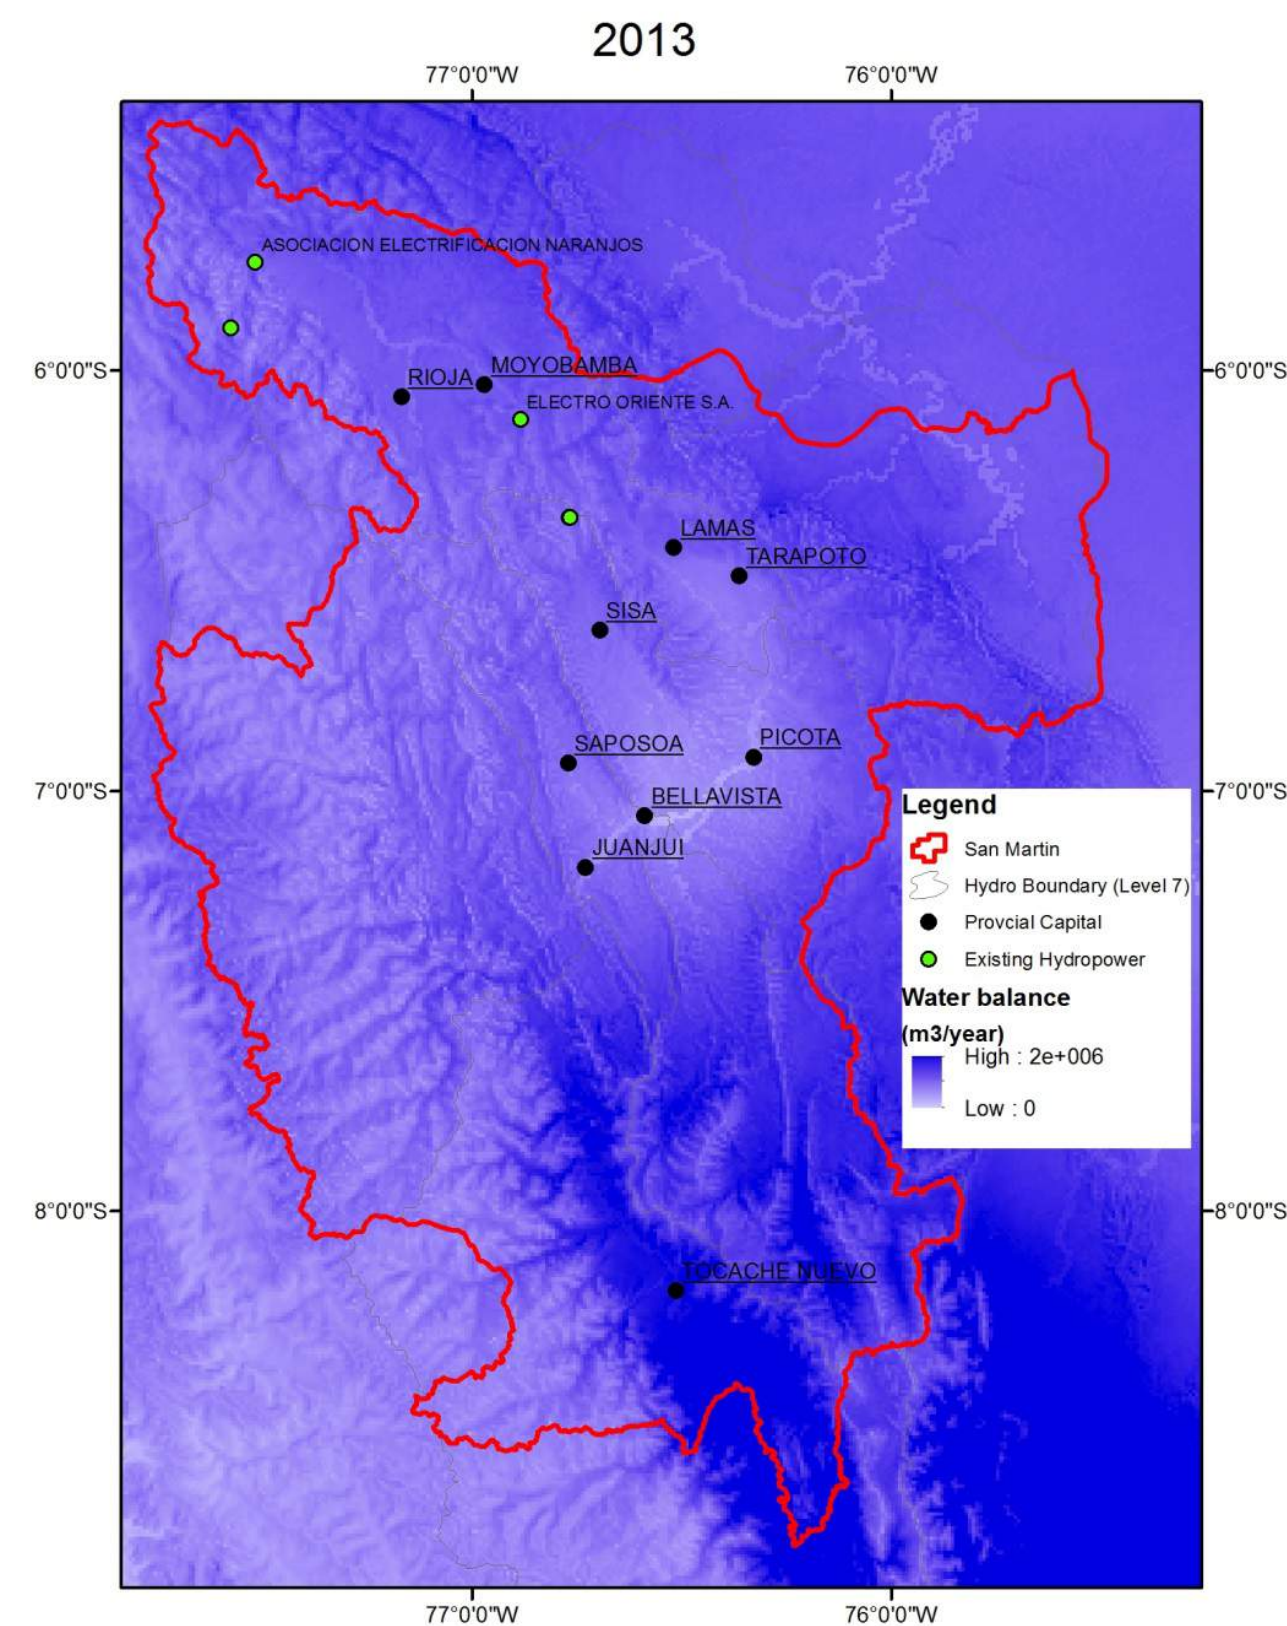 2013
77°0'0"W 76°0'0"W
ASOCIACION ELECTRIFICACION NARANJOS
6°0'0"S 6°0'0"S
MOYOBAMBA
RIOJA
ELECTRO ORIENTE S.A.
LAMAS
TARAPOTO
SISA
PICOTA
SAPOSOA
7°0'0"S 7°0'0"S
BELLAVISTA
JUANJUI
Legend
San Martin
Hydro Boundary (Level 7)
Provcial Capital
Existing Hydropower
Water balance
(m3/year)
High : 2e+006
Low : 0
8°0'0"S 8°0'0"S
TOCACHE NUEVO
77°0'0"W 76°0'0"W